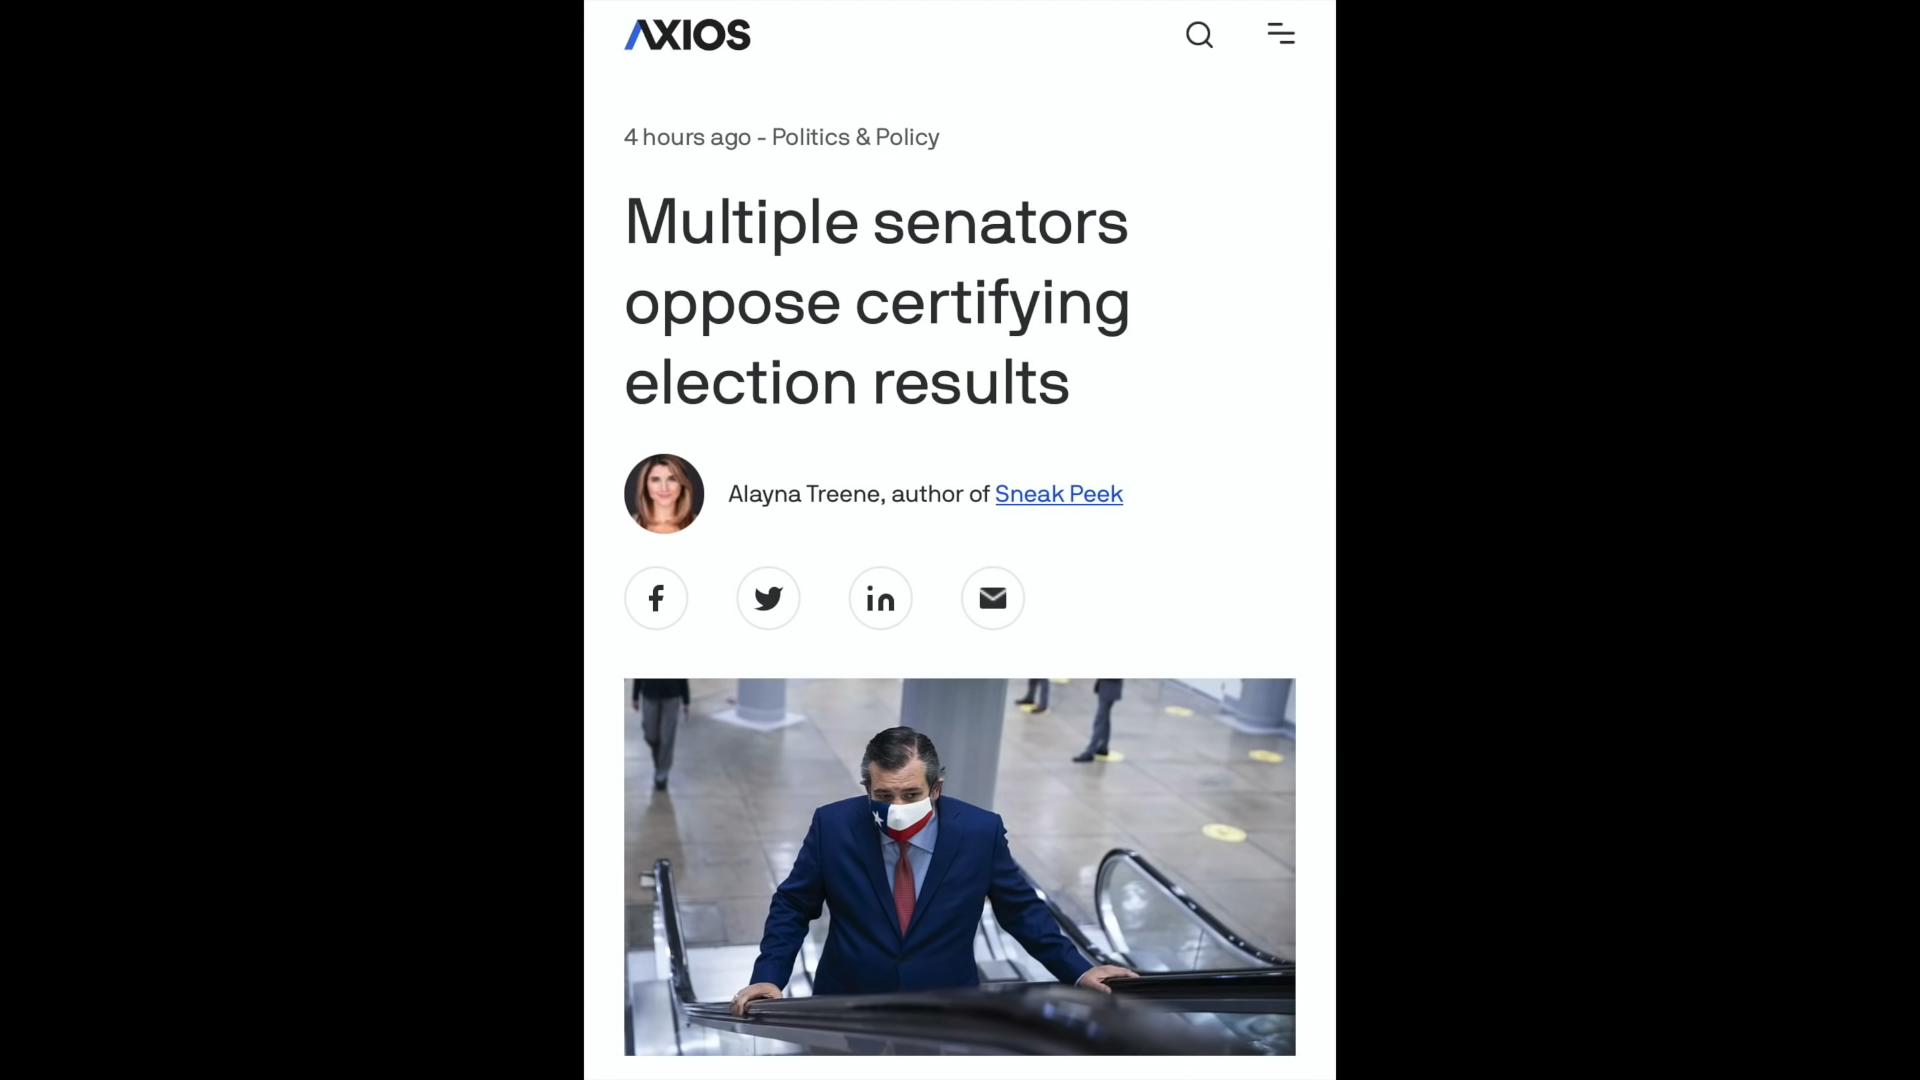 AXIOS
4 hours ago - Politics & Policy
Multiple senators
oppose certifying
election results
Alayna Treene, author of Sneak Peek